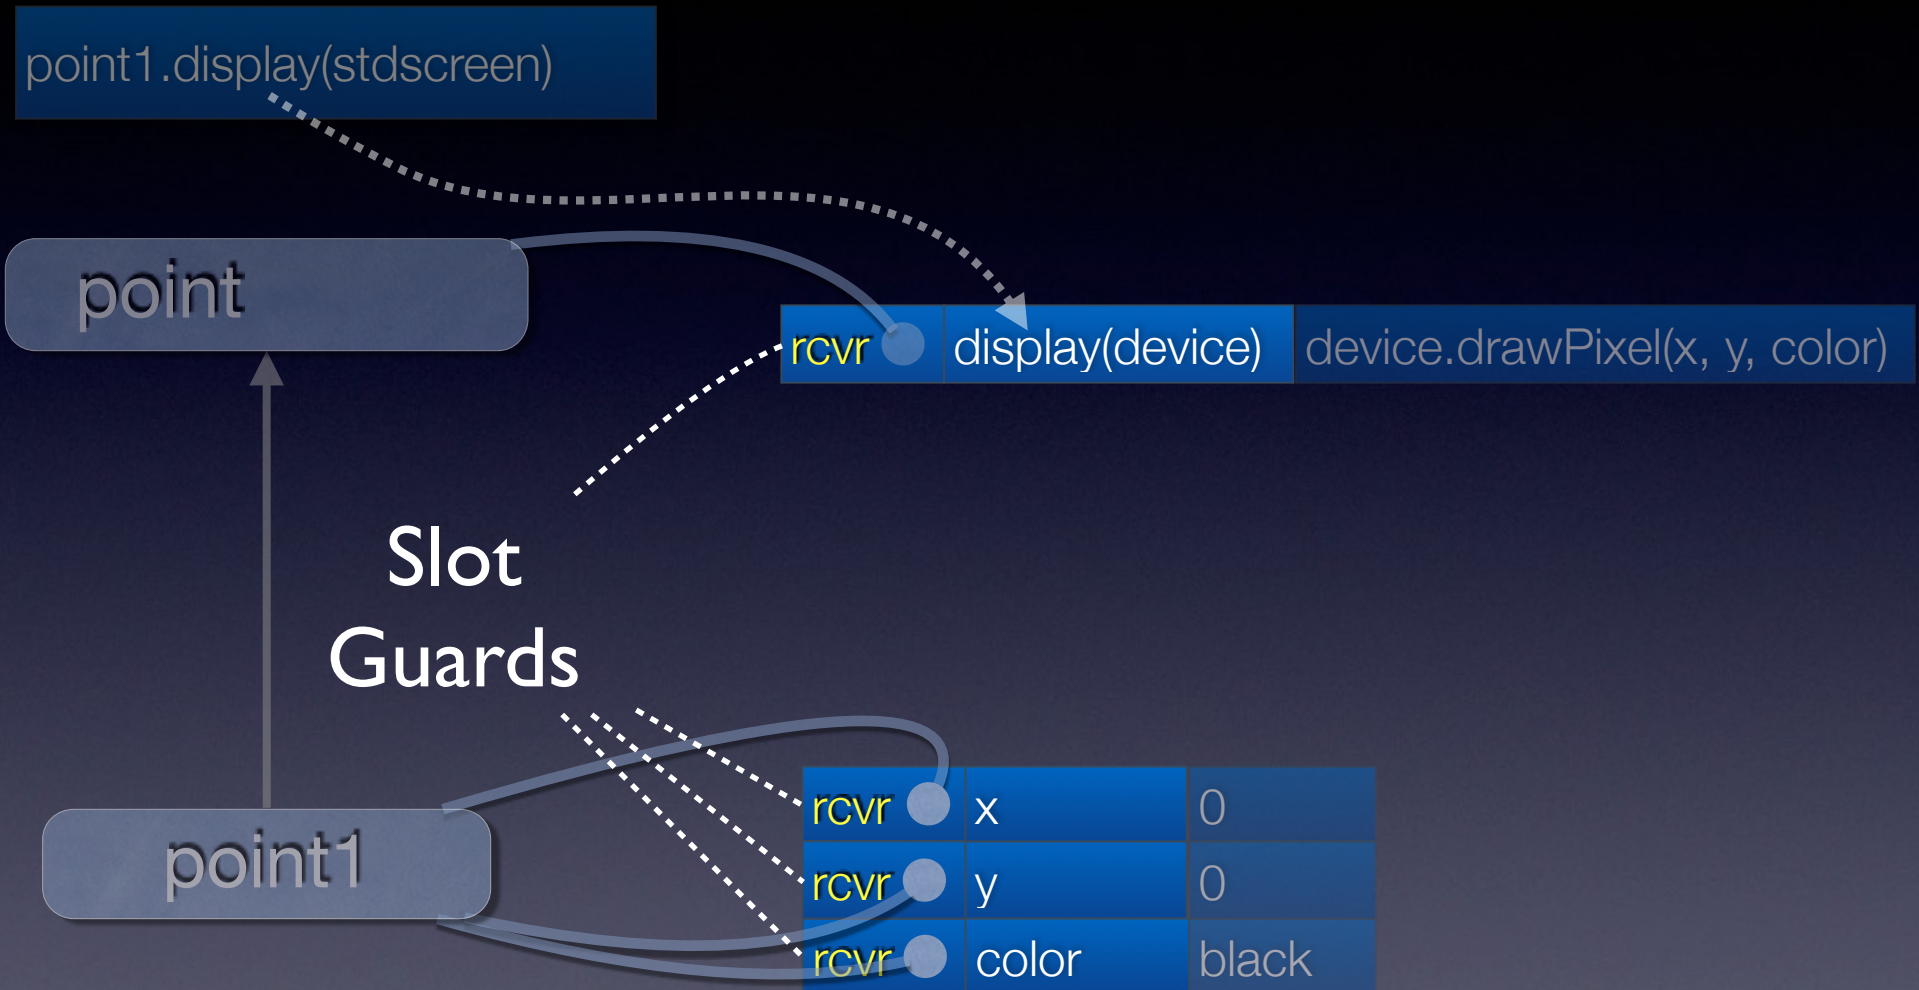 point1.display(stdscreen)
point
rcvr display(device) device.drawPixel(x, y, color)
Slot
Guards
rcvr x 0
point1
rcvr y 0
rcvr color black